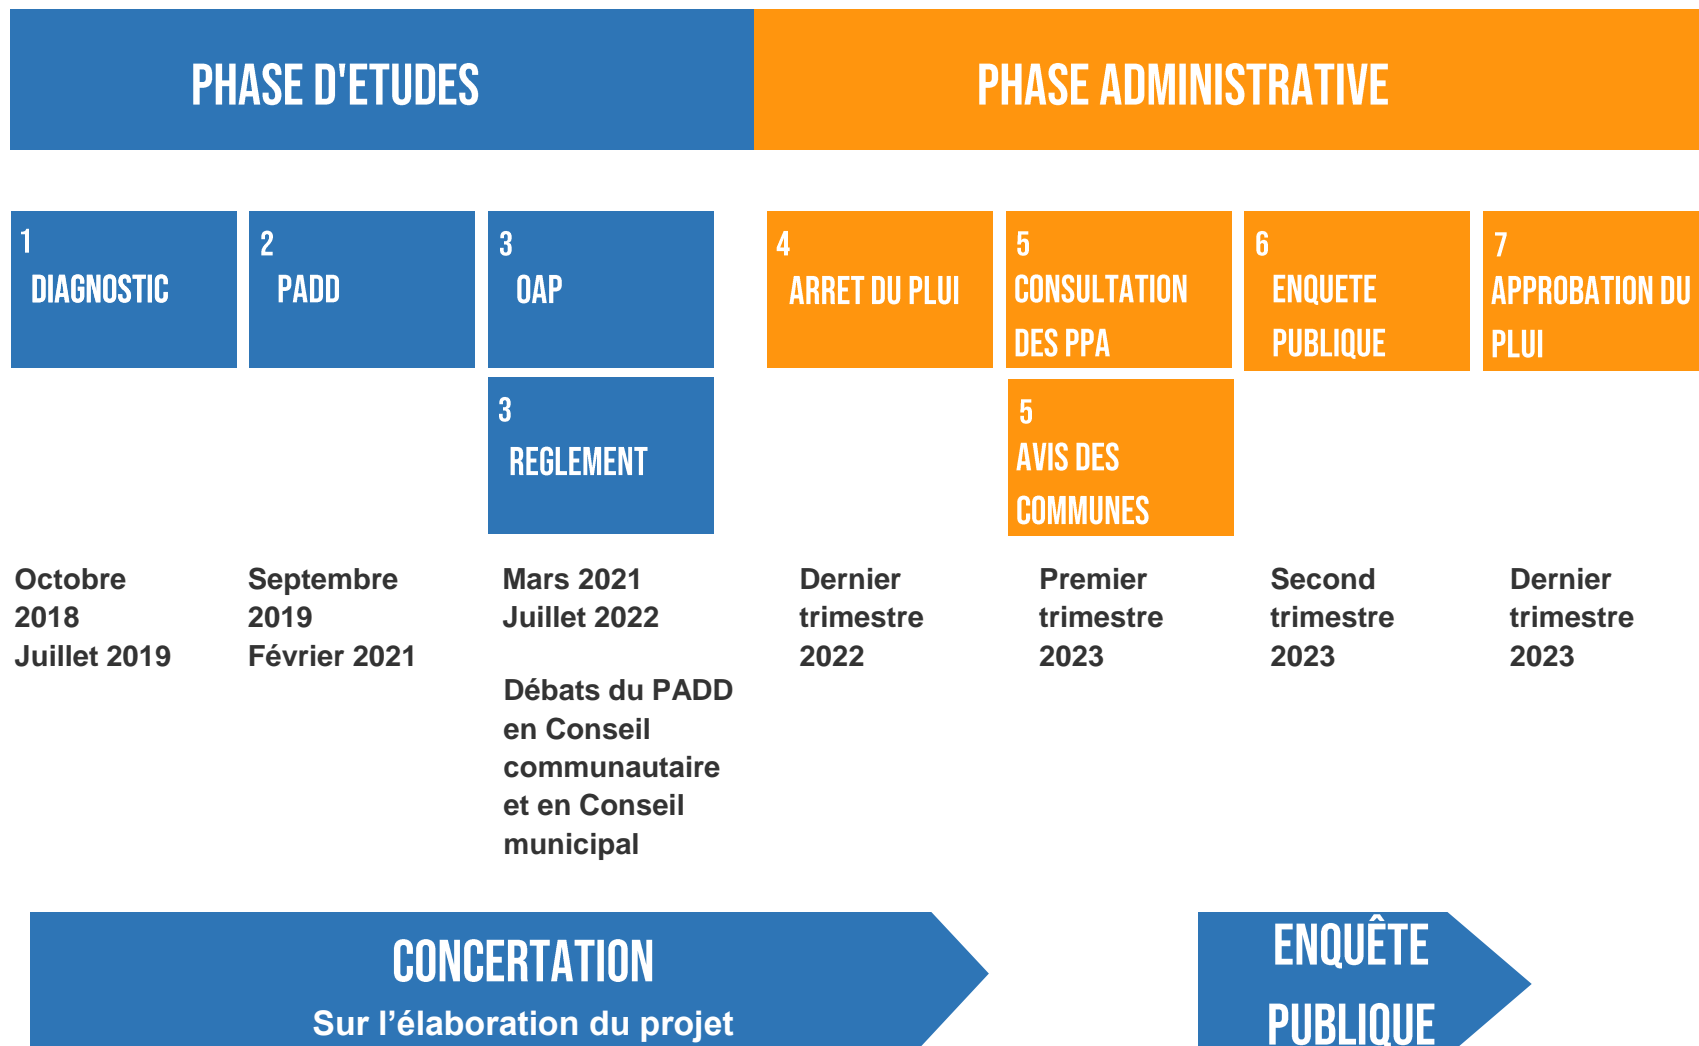 PHASE D'ETUDES
PHASE ADMINISTRATIVE
1
DIAGNOSTIC
2
PADD
3
OAP
3
REGLEMENT
4
ARRET DU PLUI
5
CONSULTATION
DES PPA
5
AVIS DES
COMMUNES
6
ENQUETE
PUBLIQUE
7
APPROBATION DU
PLUI
Octobre
2018
Juillet 2019
Septembre
2019
Février 2021
Mars 2021
Juillet 2022
Débats du PADD
en Conseil
communautaire
et en Conseil
municipal
Dernier
trimestre
2022
Premier
trimestre
2023
Second
trimestre
2023
Dernier
trimestre
2023
CONCERTATION
Sur l’élaboration du projet
ENQUÊTE
PUBLIQUE